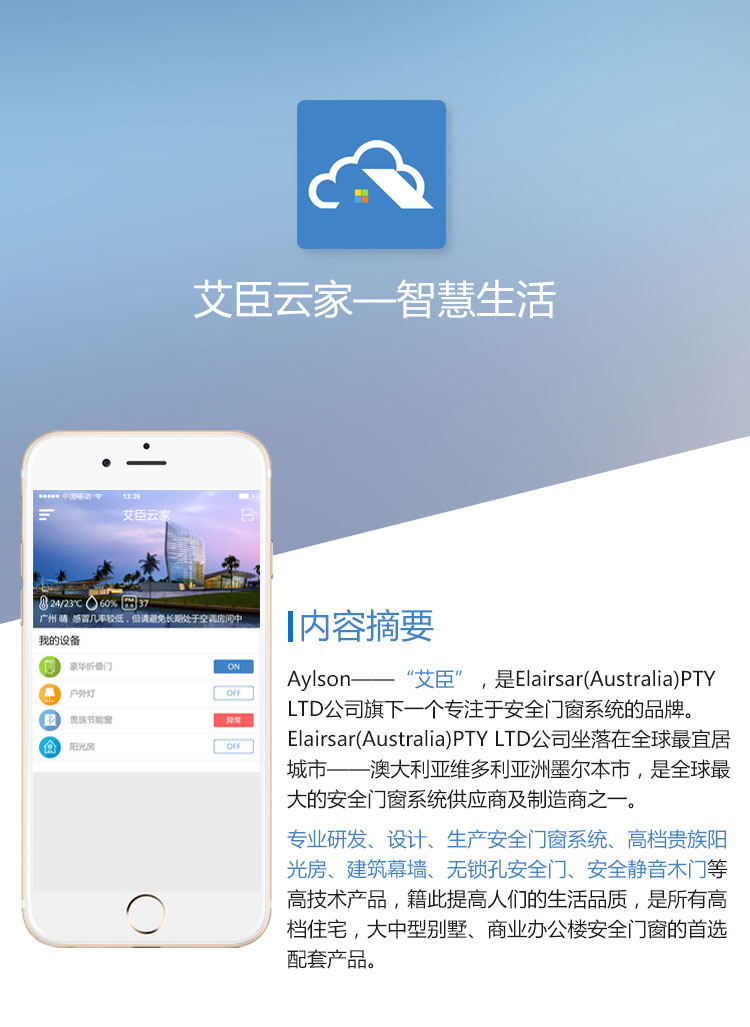 艾臣云家—智慧生活
中国移动 13:26
艾臣云家
24/23℃ 60% PM 2.5 37
广州 晴 感冒几率较低，但请避免长期处于空调房间中
我的设备
豪华折叠门 ON
户外灯 OFF
贵族节能窗 异常
阳光房 OFF
内容摘要
Aylson——“艾臣”，是Elairsar(Australia)PTY
LTD公司旗下一个专注于安全门窗系统的品牌。
Elairsar(Australia)PTY LTD公司坐落在全球最宜居
城市——澳大利亚维多利亚洲墨尔本市，是全球最
大的安全门窗系统供应商及制造商之一。
专业研发、设计、生产安全门窗系统、高档贵族阳
光房、建筑幕墙、无锁孔安全门、安全静音木门等
高技术产品，籍此提高人们的生活品质，是所有高
档住宅，大中型别墅、商业办公楼安全门窗的首选
配套产品。